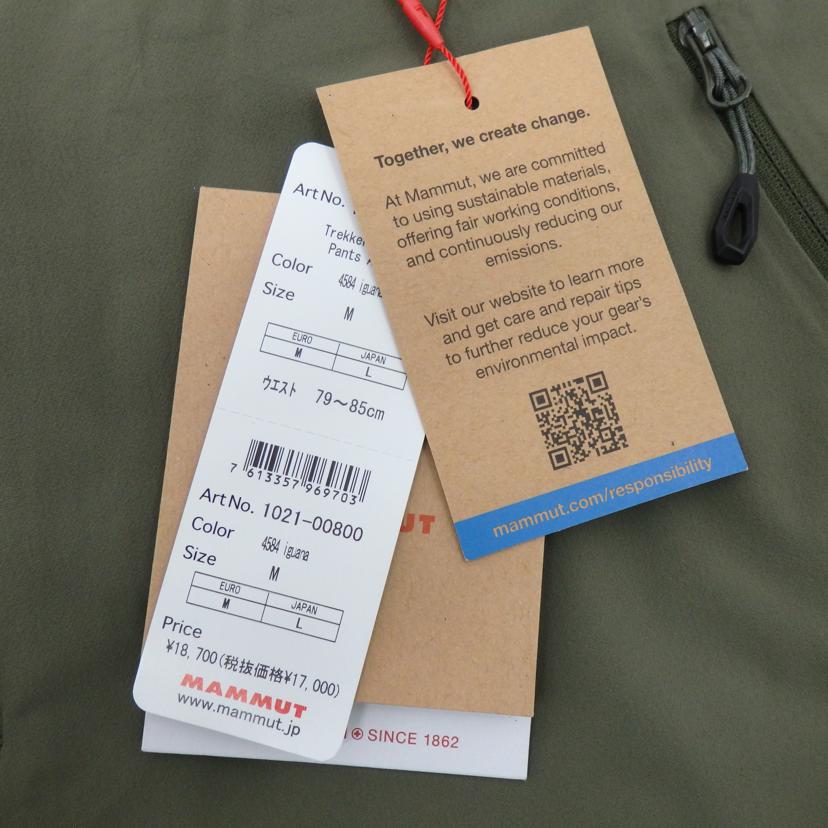 Together, we create change.
At Mammut, we are committed
to using sustainable materials,
offering fair working conditions,
and continuously reducing our
emissions.
Visit our website to learn more
and get care and repair tips
to further reduce your gear's
environmental impact.
mammut.com/responsibility
Art No.
Trekke
Pants
Color 4584 iguana
Size M
EURO JAPAN
M L
ウエスト 79～85cm
7 613357 969703
Art No. 1021-00800
Color 4584 iguana
Size M
EURO JAPAN
M L
Price
¥18,700(税抜価格¥17,000)
MAMMUT
www.mammut.jp
UT
SINCE 1862